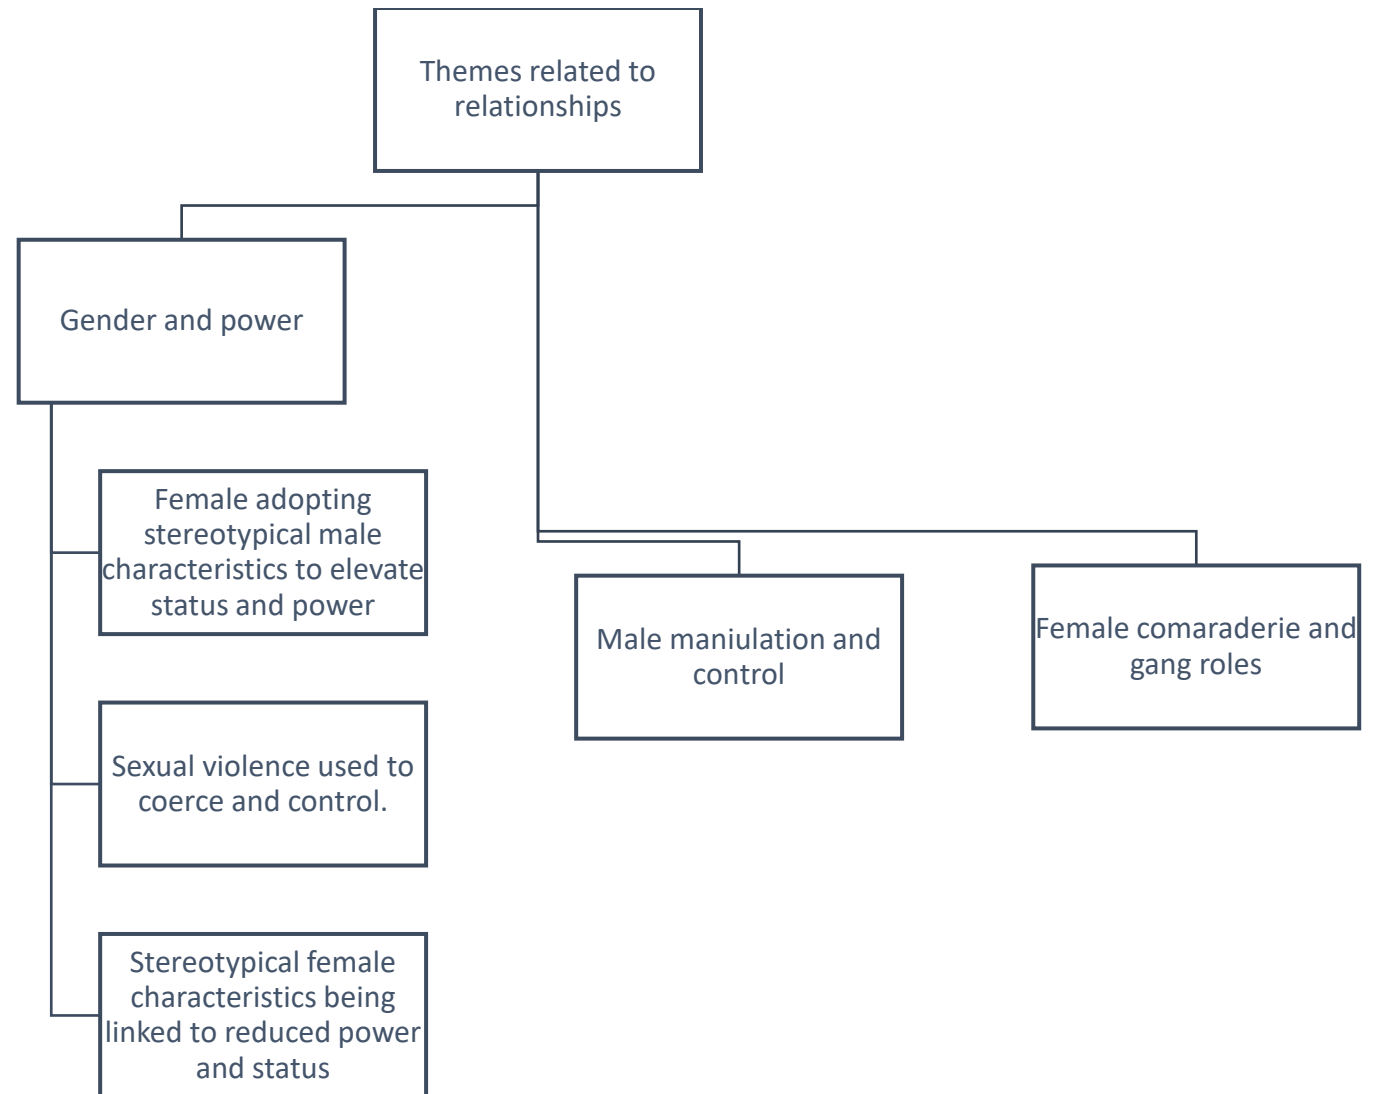 Themes related to
relationships
Gender and power
Female adopting
stereotypical male
characteristics to elevate
status and power
Sexual violence used to
coerce and control.
Stereotypical female
characteristics being
linked to reduced power
and status
Male maniulation and
control
Female comaraderie and
gang roles